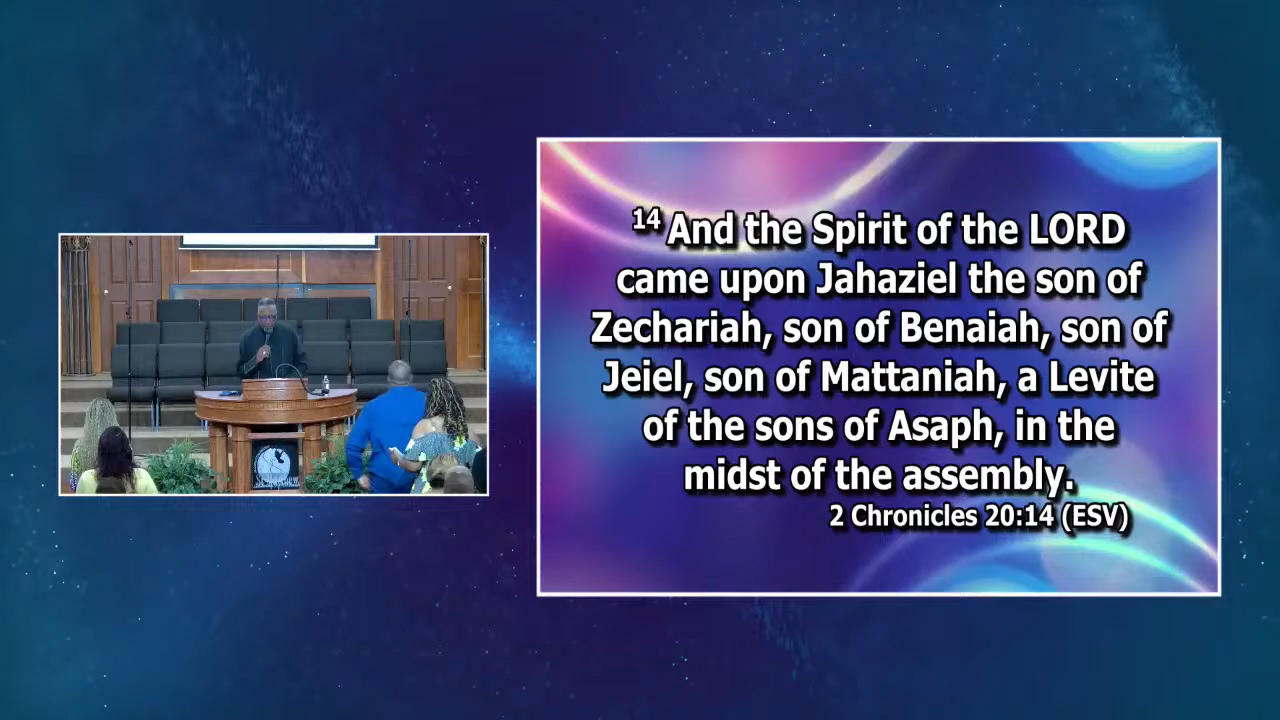 14 And the Spirit of the LORD
came upon Jahaziel the son of
Zechariah, son of Benaiah, son of
Jeiel, son of Mattaniah, a Levite
of the sons of Asaph, in the
midst of the assembly.
2 Chronicles 20:14 (ESV)